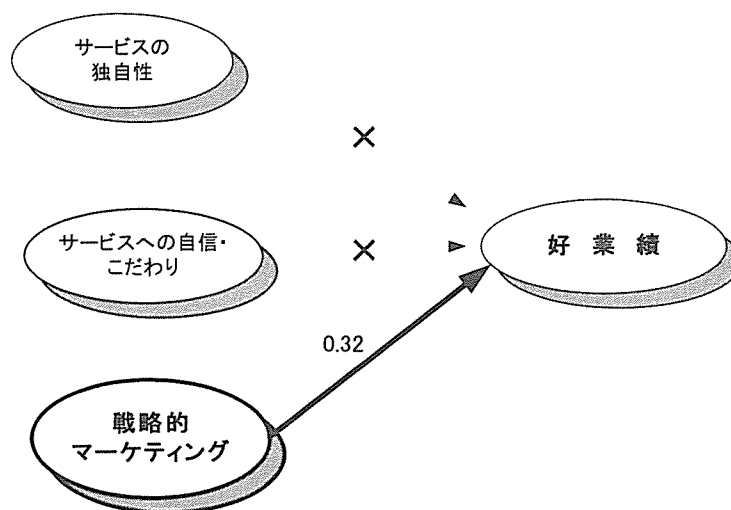 サービスの
独自性
×
サービスへの自信・
こだわり
×
好 業 績
0.32
戦略的
マーケティング